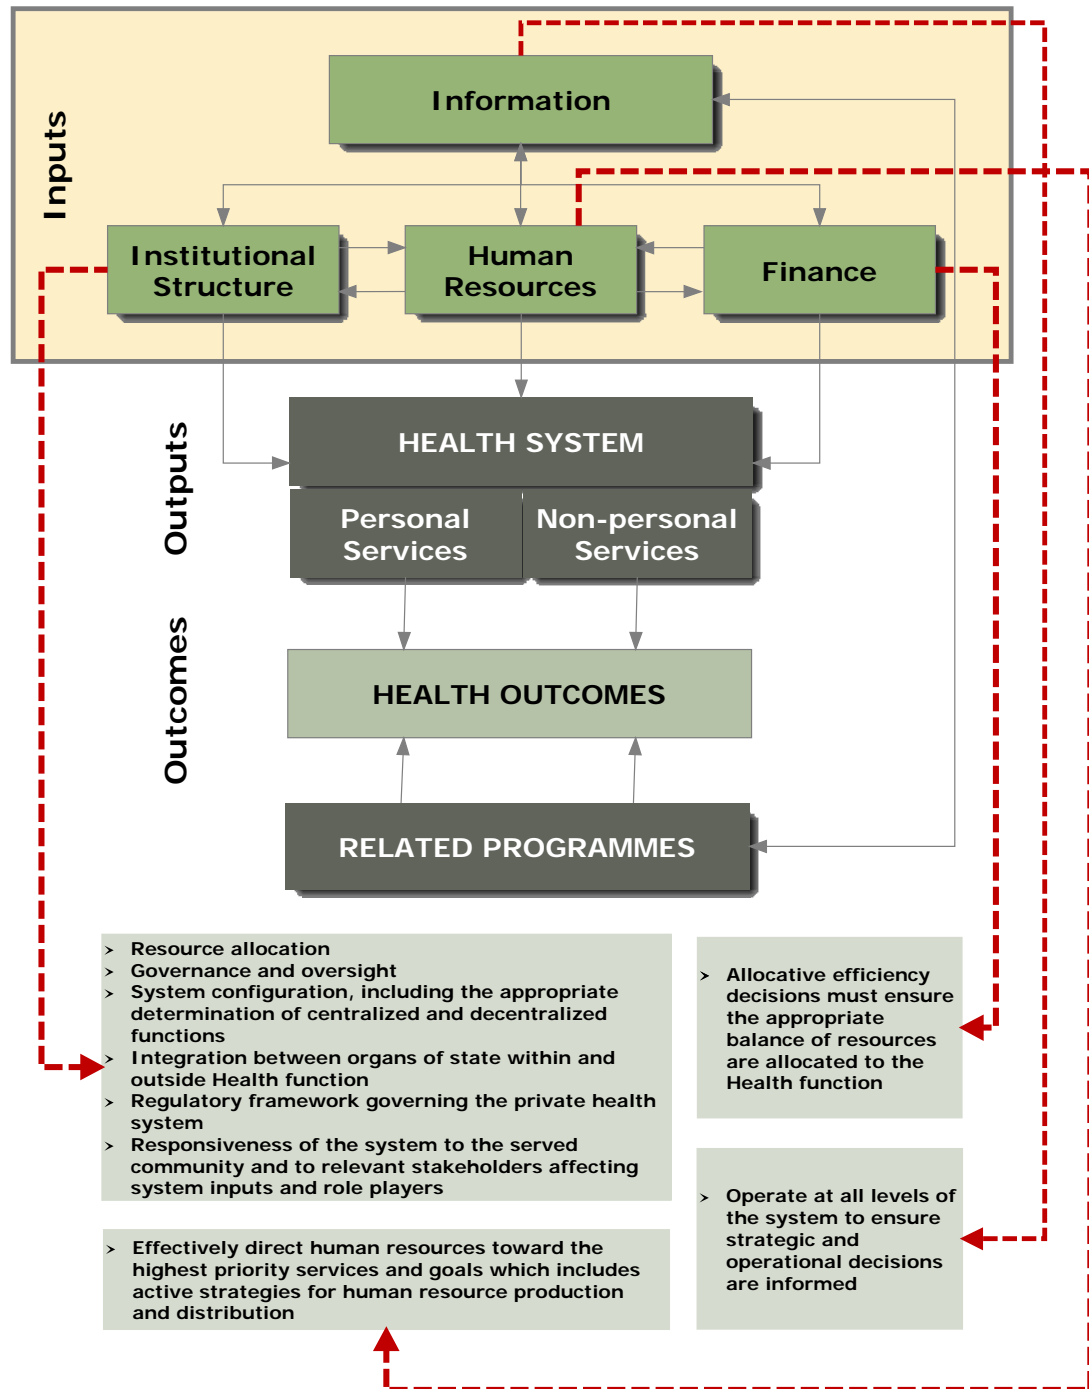 Inputs
Information
Institutional
Structure
Human
Resources
Finance
Outputs
HEALTH SYSTEM
Personal
Services
Non-personal
Services
Outcomes
HEALTH OUTCOMES
RELATED PROGRAMMES
➢ Resource allocation
➢ Governance and oversight
➢ System configuration, including the appropriate
determination of centralized and decentralized
functions
➢ Integration between organs of state within and
outside Health function
➢ Regulatory framework governing the private health
system
➢ Responsiveness of the system to the served
community and to relevant stakeholders affecting
system inputs and role players
➢ Allocative efficiency
decisions must ensure
the appropriate
balance of resources
are allocated to the
Health function
➢ Operate at all levels of
the system to ensure
strategic and
operational decisions
are informed
➢ Effectively direct human resources toward the
highest priority services and goals which includes
active strategies for human resource production
and distribution